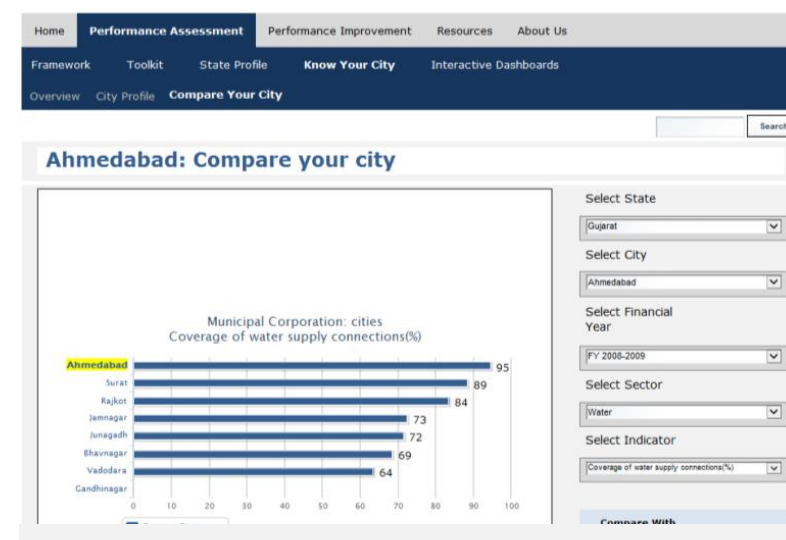 Home Performance Assessment Performance Improvement Resources About Us
Framework Toolkit State Profile Know Your City Interactive Dashboards
Overview City Profile Compare Your City
Search
Ahmedabad: Compare your city
Municipal Corporation: cities
Coverage of water supply connections(%)
Ahmedabad 95
Surat 89
Rajkot 84
Jamnagar 73
Junagadh 72
Bhavnagar 69
Vadodara 64
Gandhinagar
0 10 20 30 40 50 60 70 80 90 100
Select State
Gujarat
Select City
Ahmedabad
Select Financial
Year
FY 2008-2009
Select Sector
Water
Select Indicator
Coverage of water supply connections(%)
Compare With